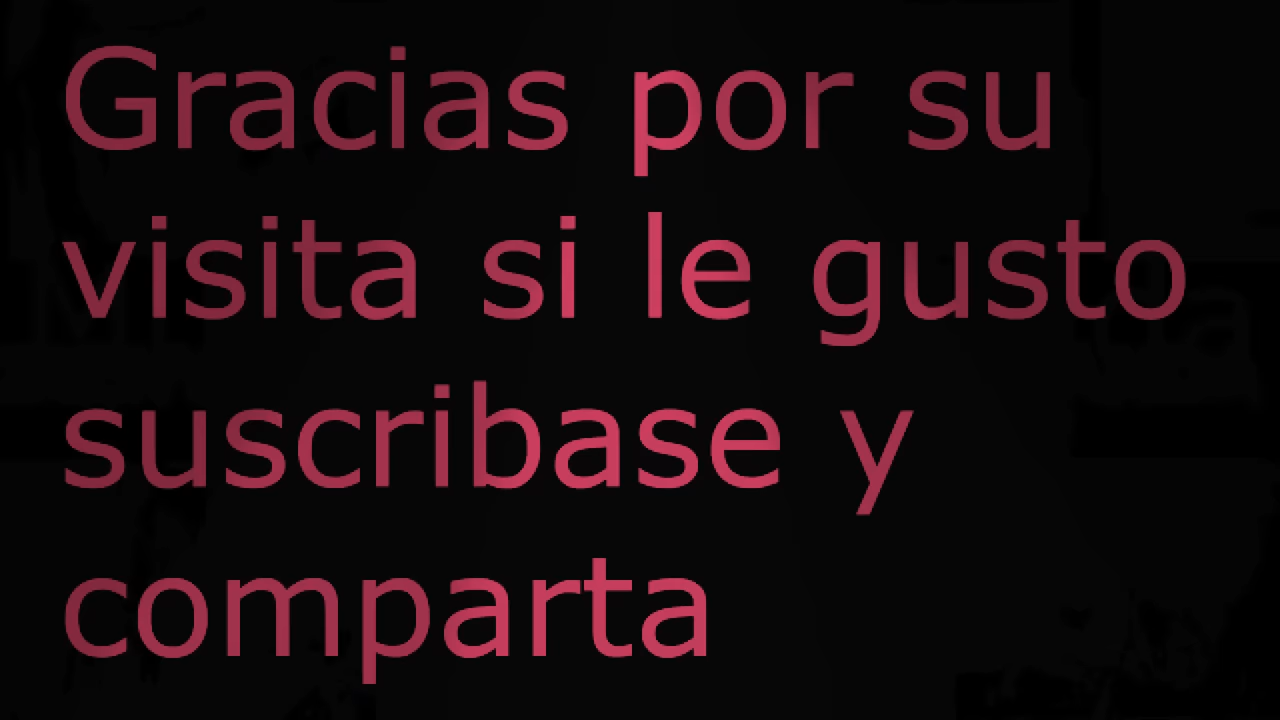 Gracias por su
visita si le gusto
suscribase y
comparta